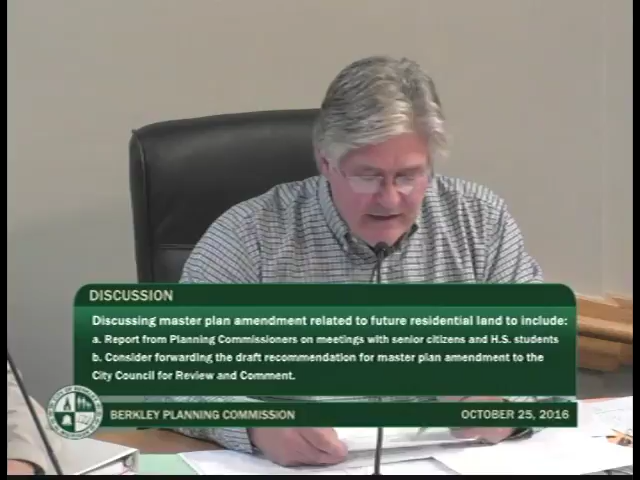 DISCUSSION
Discussing master plan amendment related to future residential land to include:
a. Report from Planning Commissioners on meetings with senior citizens and H.S. students
b. Consider forwarding the draft recommendation for master plan amendment to the
City Council for Review and Comment.
BERKLEY PLANNING COMMISSION
OCTOBER 25, 2016